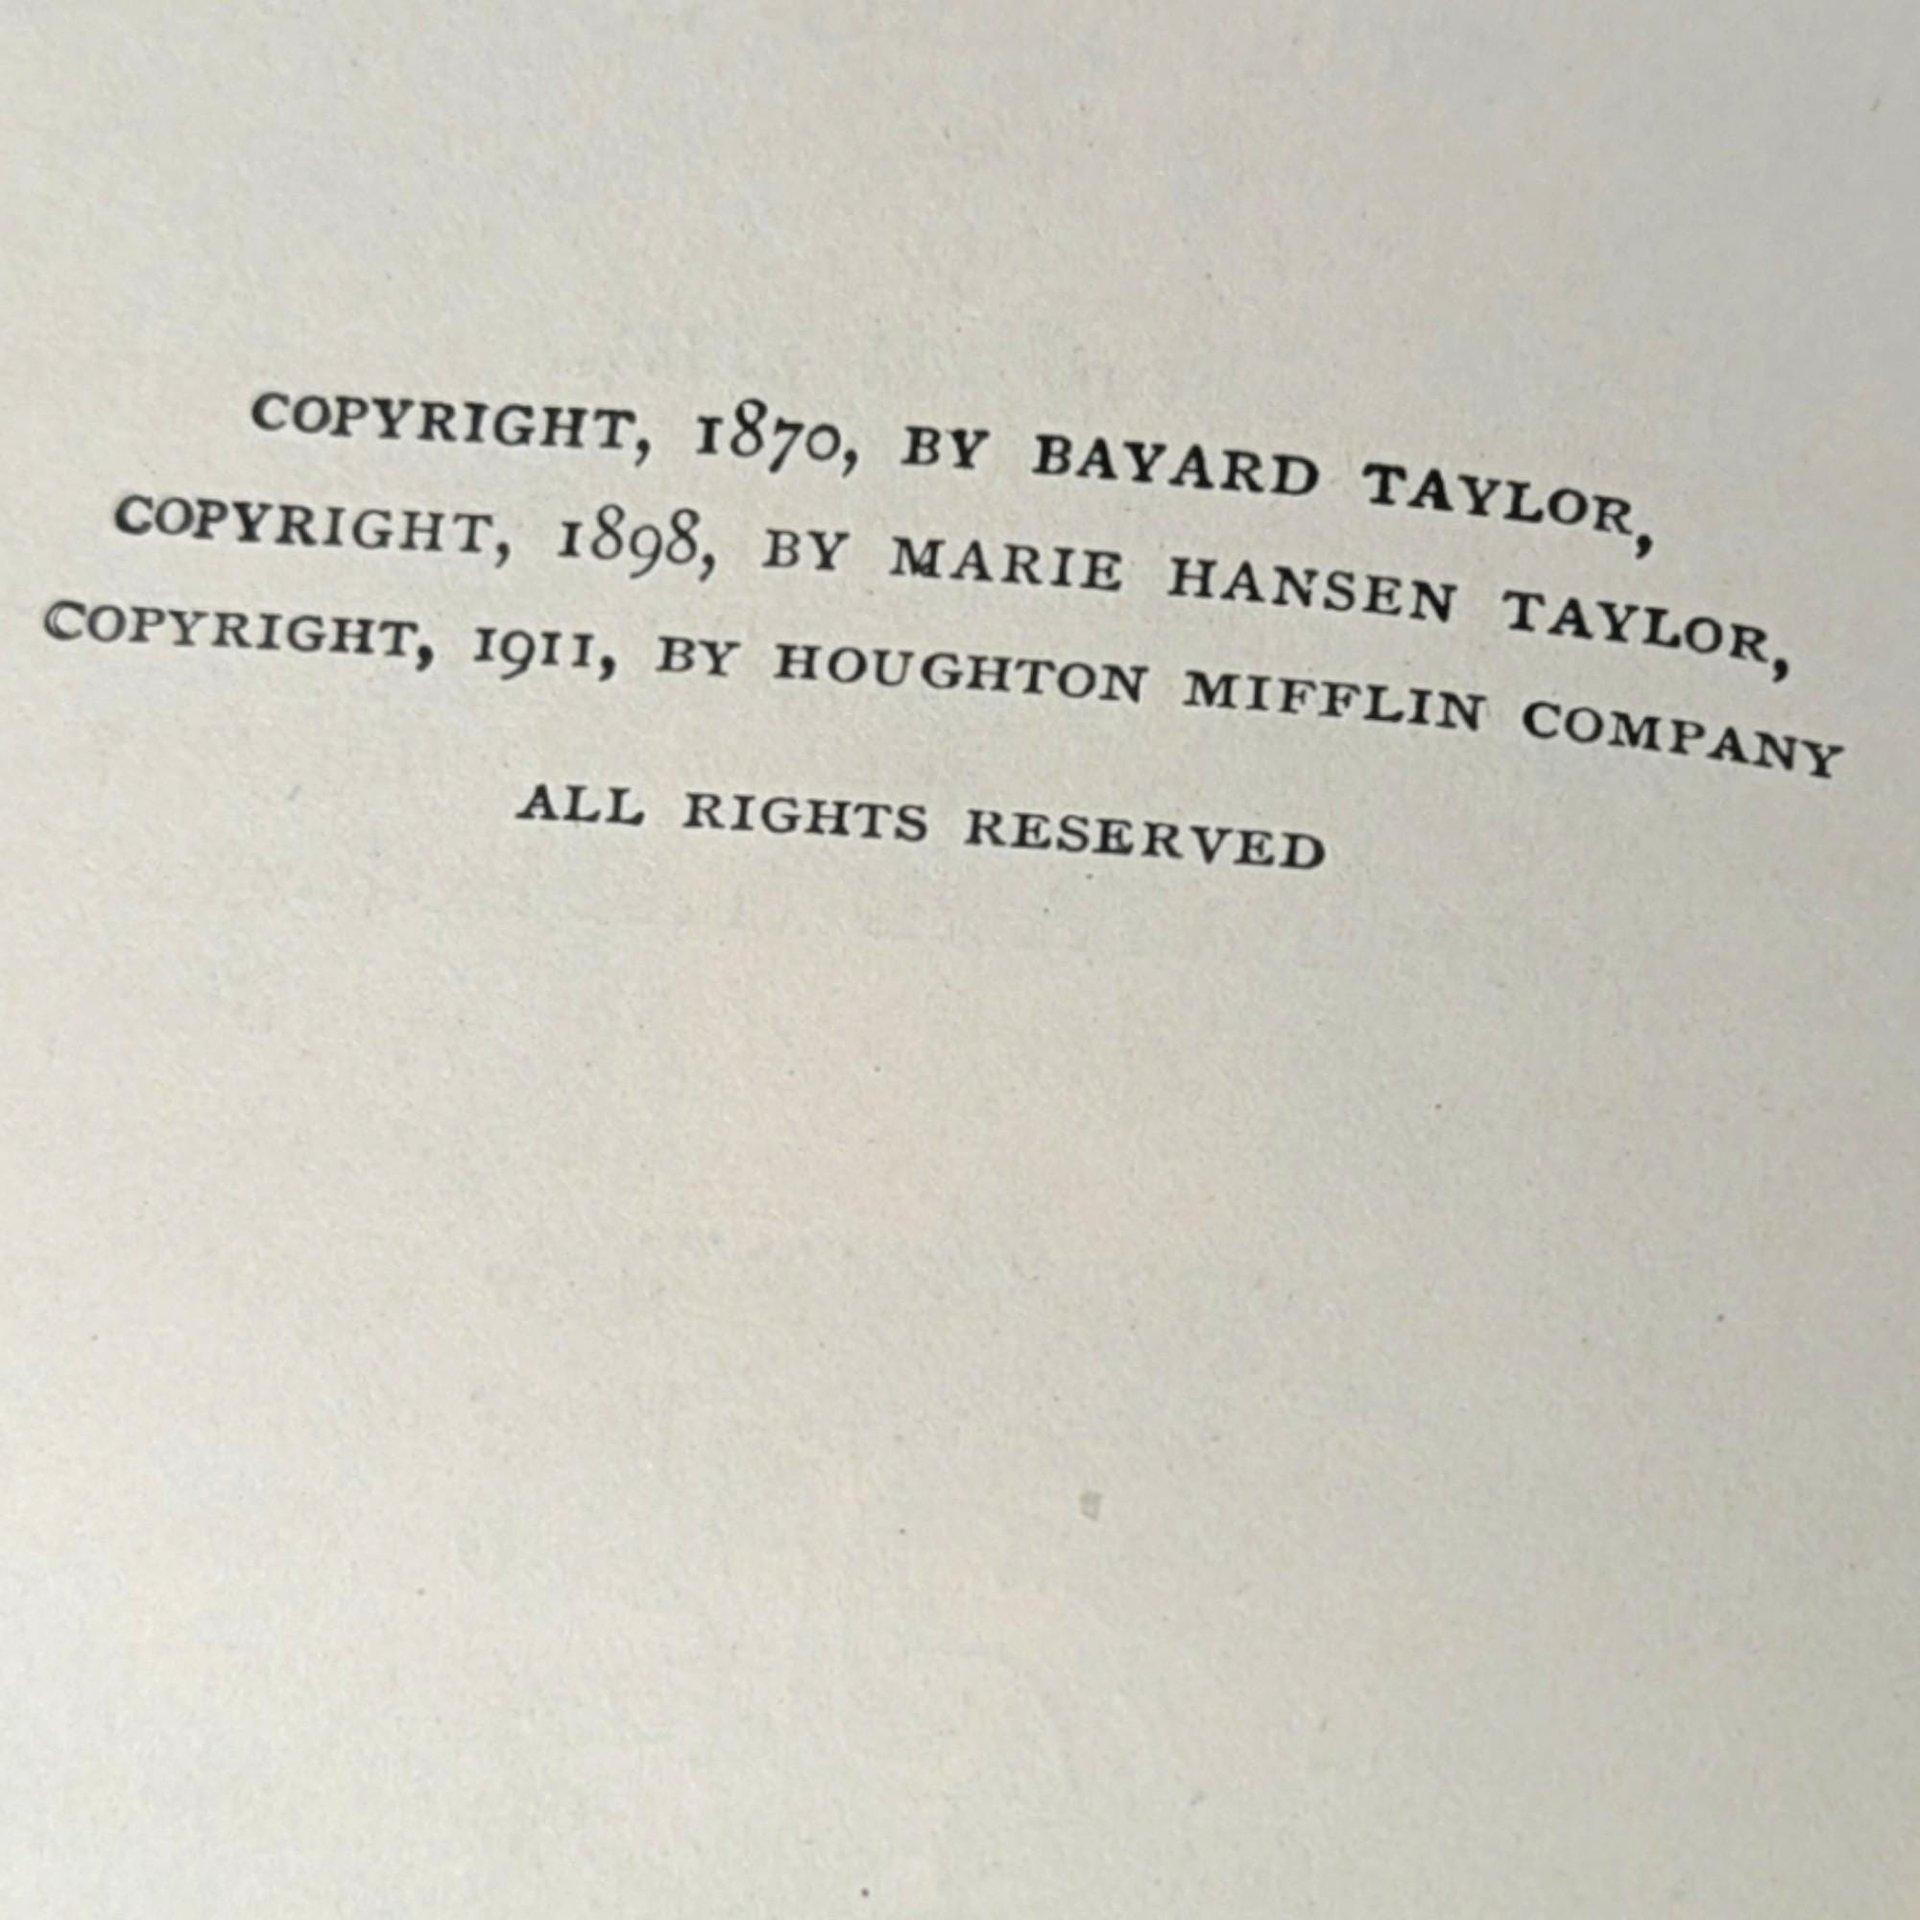 COPYRIGHT, 1870, BY BAYARD TAYLOR,
COPYRIGHT, 1898, BY MARIE HANSEN TAYLOR,
COPYRIGHT, 1911, BY HOUGHTON MIFFLIN COMPANY
ALL RIGHTS RESERVED